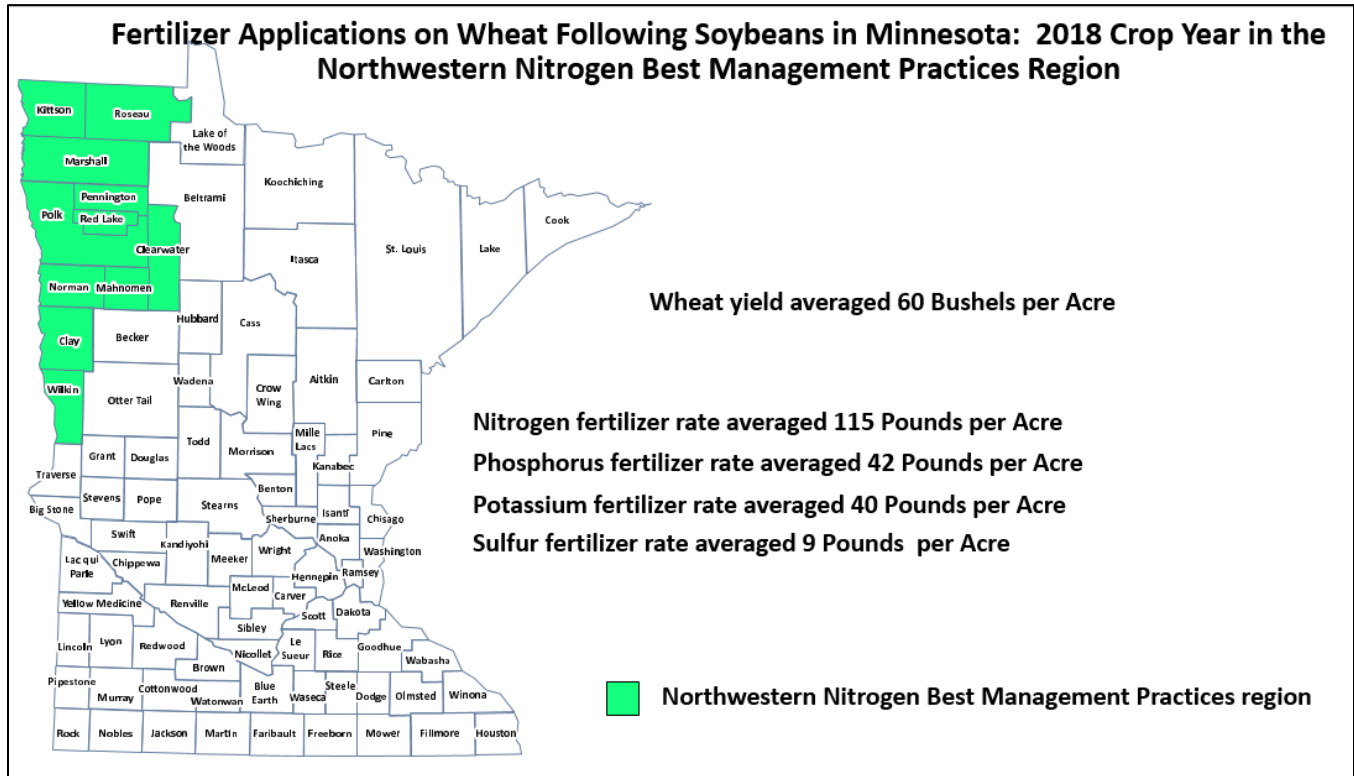 Fertilizer Applications on Wheat Following Soybeans in Minnesota: 2018 Crop Year in the
Northwestern Nitrogen Best Management Practices Region
Kittson
Roseau
Lake of
the Woods
Marshall
Koochiching
Pennington
Beltrami
Polk
Red Lake
Cook
Clearwater
St. Louis
Lake
Itasca
Norman
Mahnomen
Wheat yield averaged 60 Bushels per Acre
Hubbard
Cass
Clay
Becker
Wadena
Aitkin
Carlton
Wilkin
Otter Tail
Crow
Wing
Nitrogen fertilizer rate averaged 115 Pounds per Acre
Todd
Mille
Lacs
Pine
Morrison
Grant
Douglas
Kanabec
Phosphorus fertilizer rate averaged 42 Pounds per Acre
Traverse
Benton
Stevens
Pope
Stearns
Potassium fertilizer rate averaged 40 Pounds per Acre
Big Stone
Sherburne
Isanti
Chisago
Swift
Kandiyohi
Anoka
Sulfur fertilizer rate averaged 9 Pounds per Acre
Meeker
Wright
Washington
Lac qui
Parle
Chippewa
Hennepin
Ramsey
McLeod
Carver
Yellow Medicine
Renville
Scott
Dakota
Sibley
Lincoln
Lyon
Redwood
Nicollet
Le
Sueur
Rice
Goodhue
Wabasha
Brown
Pipestone
Murray
Cottonwood
Watonwan
Blue
Earth
Waseca
Steele
Dodge
Olmsted
Winona
Northwestern Nitrogen Best Management Practices region
Rock
Nobles
Jackson
Martin
Faribault
Freeborn
Mower
Fillmore
Houston